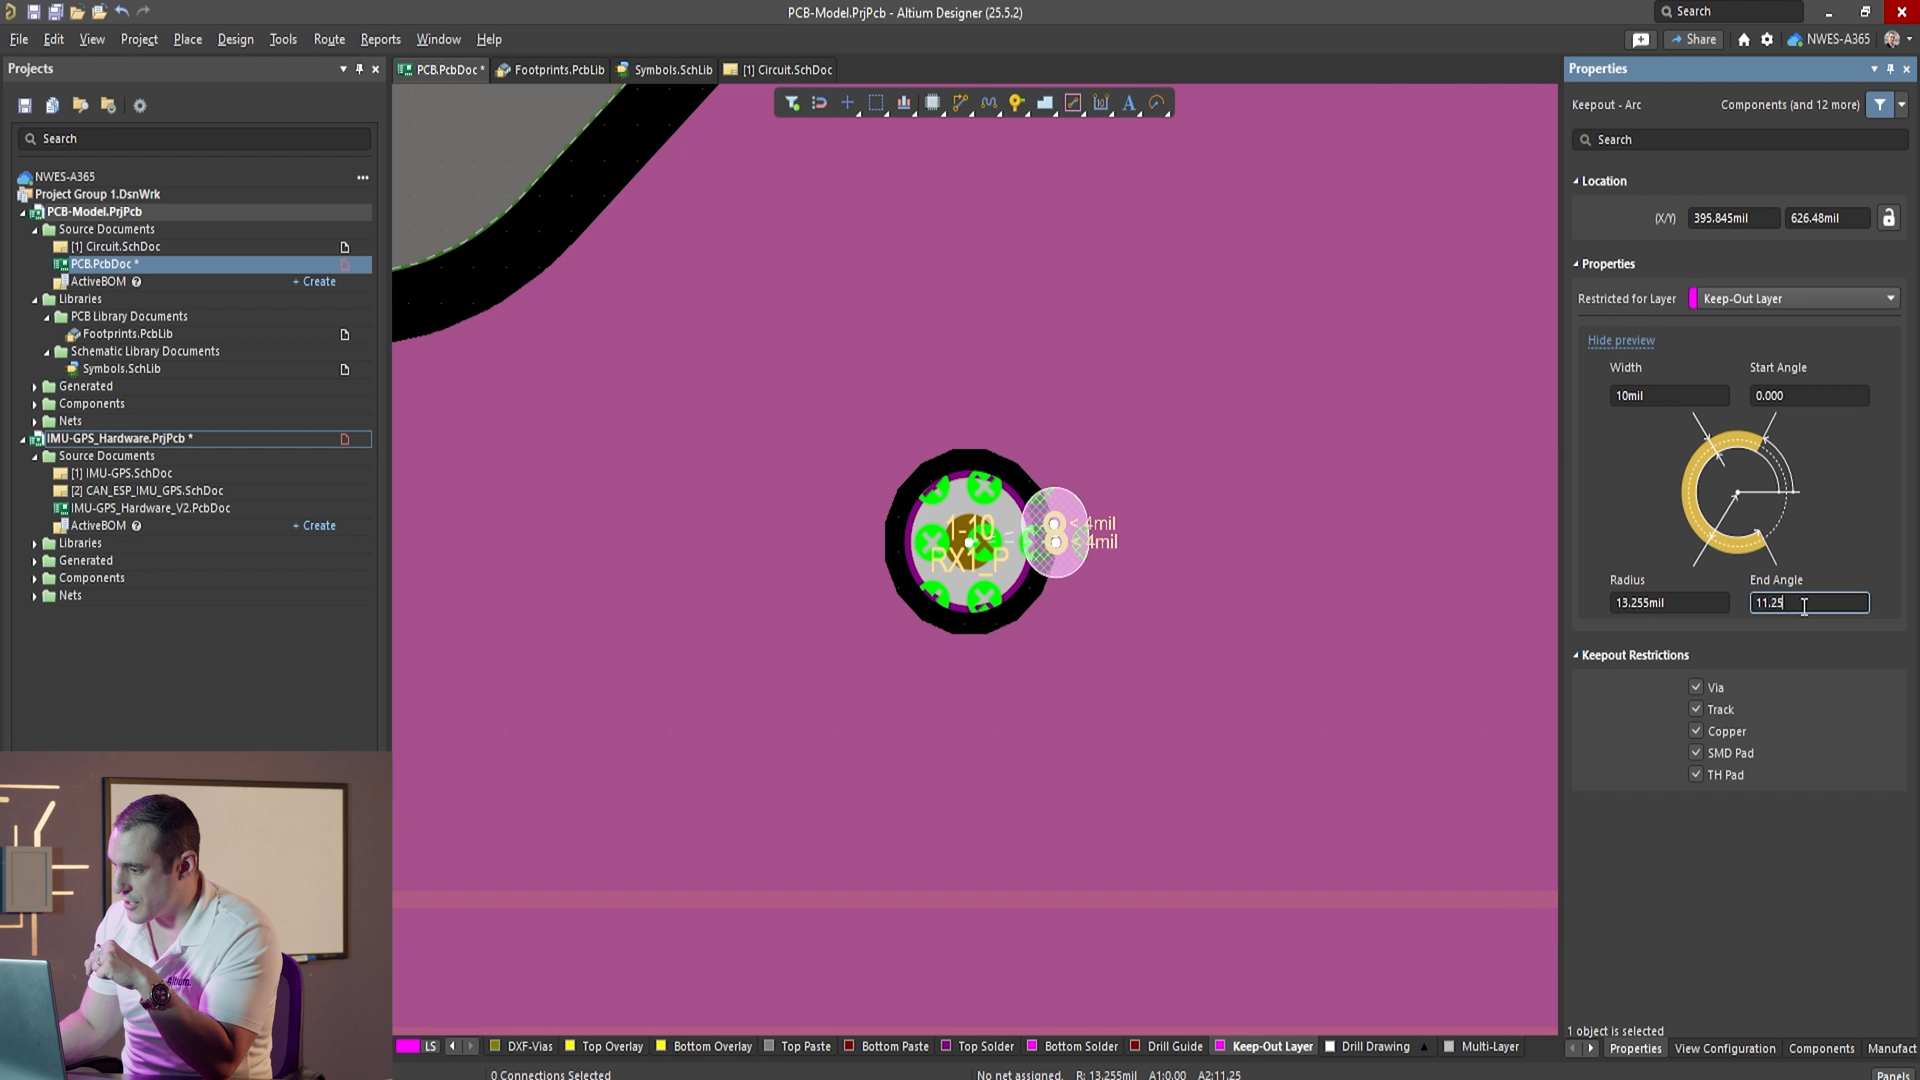 PCB-Model.PrjPcb - Altium Designer (25.5.2)
Search
File Edit View Project Place Design Tools Route Reports Window Help
Share
NWES-A365
Projects
PCB.PcbDoc *
Footprints.PcbLib
Symbols.SchLib
[1] Circuit.SchDoc
Properties
Keepout - Arc
Components (and 12 more)
Search
Search
NWES-A365
Project Group 1.DsnWrk
PCB-Model.PrjPcb
Source Documents
[1] Circuit.SchDoc
PCB.PcbDoc *
ActiveBOM
+ Create
Libraries
PCB Library Documents
Footprints.PcbLib
Schematic Library Documents
Symbols.SchLib
Generated
Components
Nets
IMU-GPS_Hardware.PrjPcb *
Source Documents
[1] IMU-GPS.SchDoc
[2] CAN_ESP_IMU_GPS.SchDoc
IMU-GPS_Hardware_V2.PcbDoc
ActiveBOM
+ Create
Libraries
Generated
Components
Nets
1-10
RX1_P
< 4mil
< 4mil
Location
(X/Y) 395.845mil 626.48mil
Properties
Restricted for Layer Keep-Out Layer
Hide preview
Width Start Angle
10mil 0.000
Radius End Angle
13.255mil 11.25
Keepout Restrictions
Via
Track
Copper
SMD Pad
TH Pad
Altium.
1 object is selected
LS DXF-Vias Top Overlay Bottom Overlay Top Paste Bottom Paste Top Solder Bottom Solder Drill Guide Keep-Out Layer Drill Drawing Multi-Layer
Properties View Configuration Components Manufact
0 Connections Selected
No net assigned. R: 13.255mil A1:0.00 A2:11.25
Panels